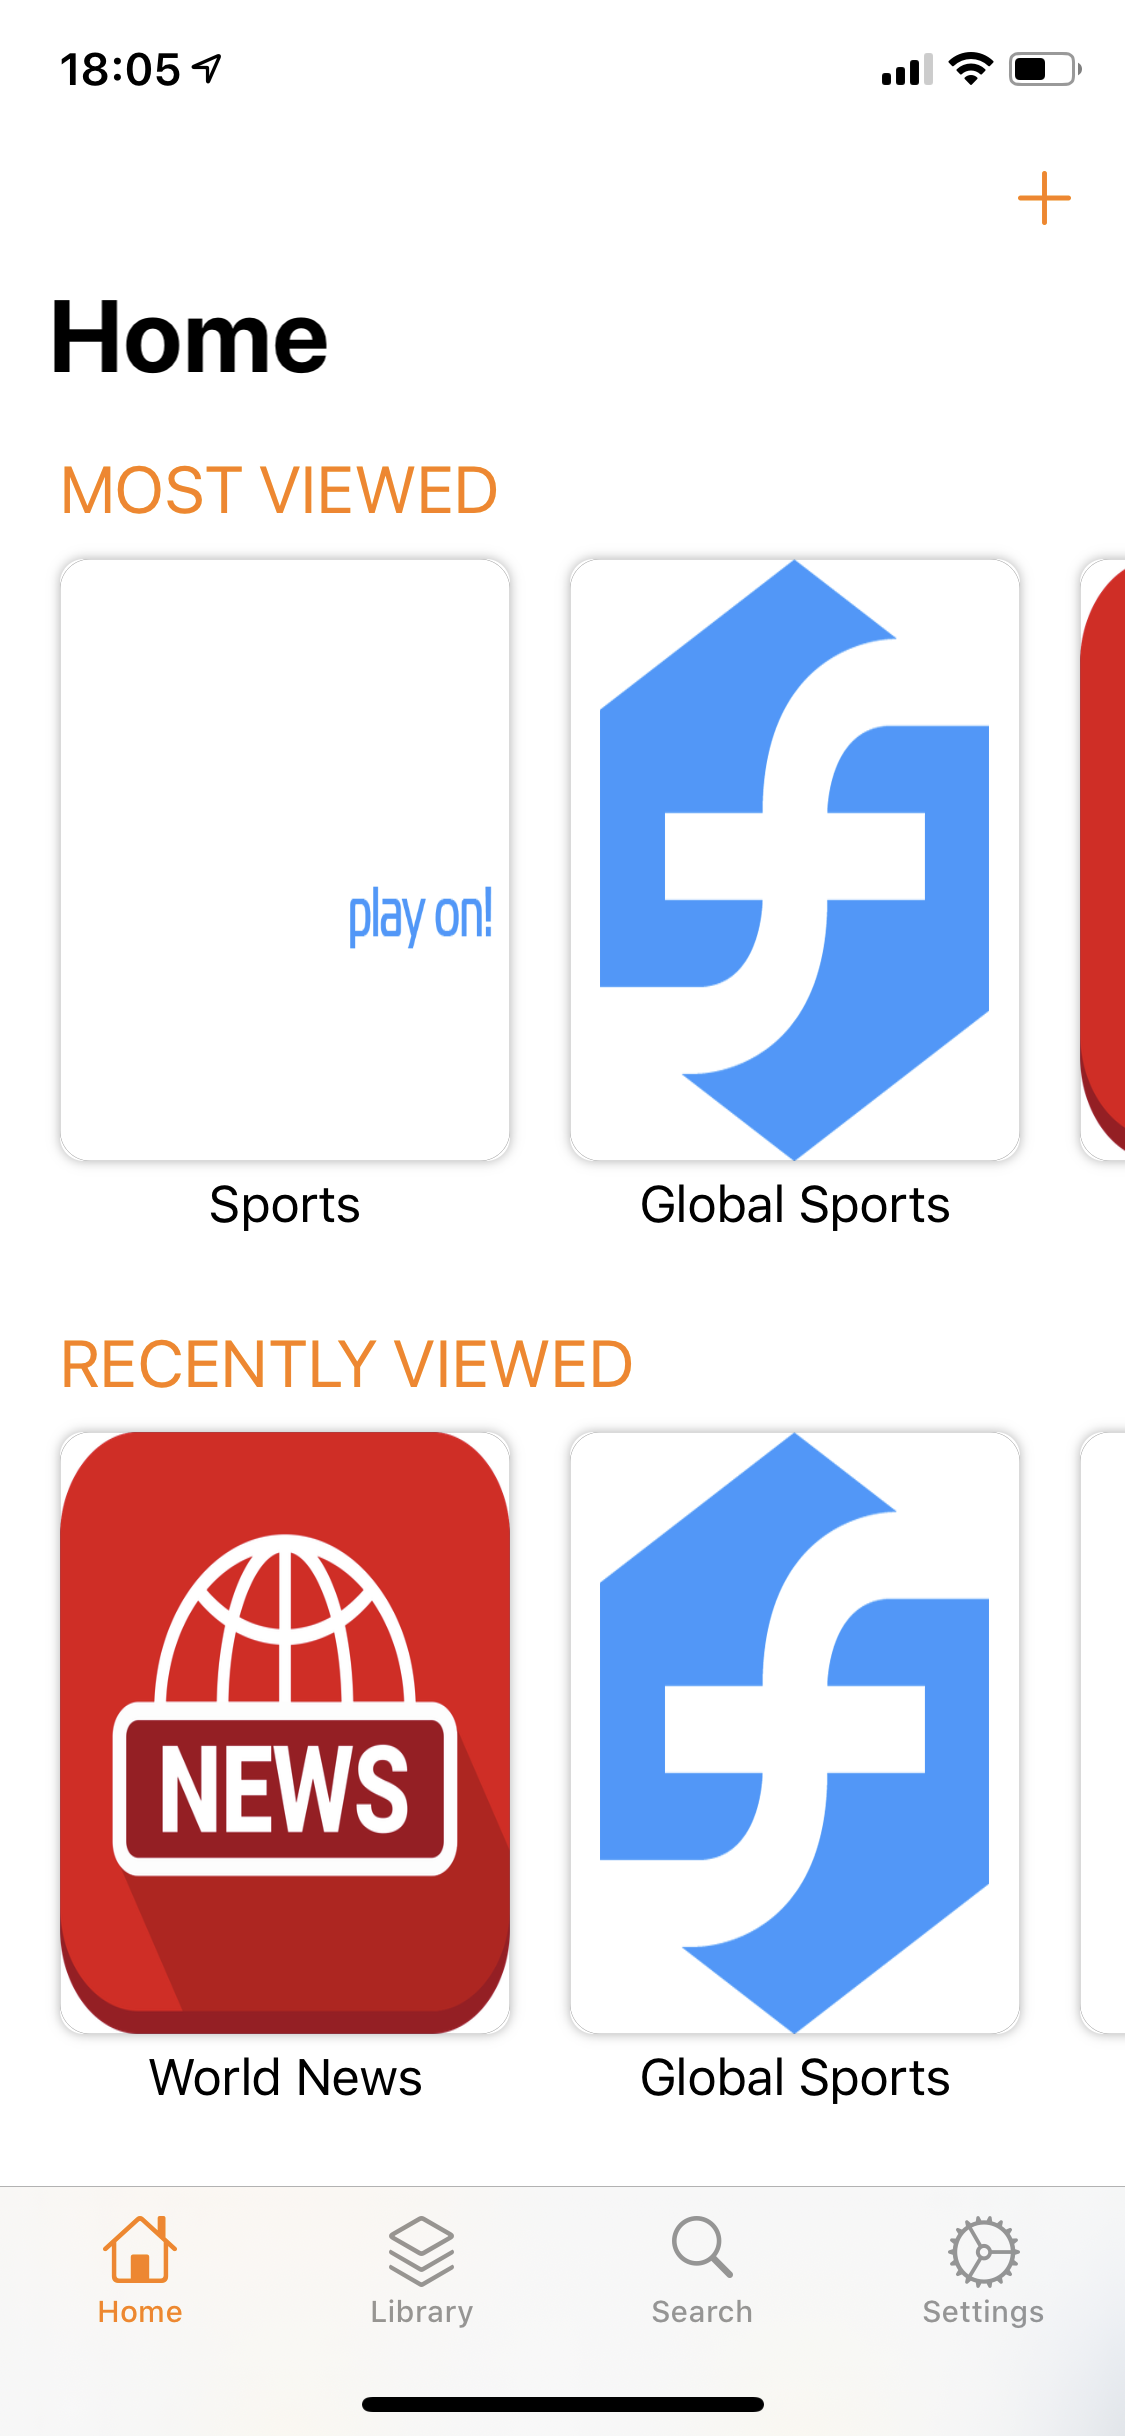 18:05
Home
MOST VIEWED
play on!
Sports
Global Sports
RECENTLY VIEWED
NEWS
World News
Global Sports
Home
Library
Search
Settings